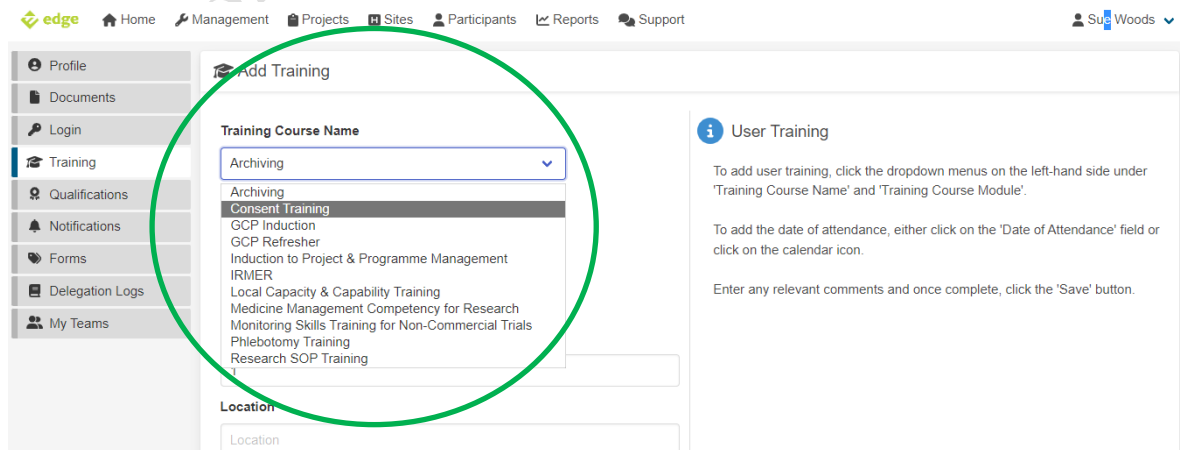 edge Home Management Projects Sites Participants Reports Support Sue Woods
Profile
Documents
Login
Training
Qualifications
Notifications
Forms
Delegation Logs
My Teams
Add Training
Training Course Name
Archiving
Archiving
Consent Training
GCP Induction
GCP Refresher
Induction to Project & Programme Management
IRMER
Local Capacity & Capability Training
Medicine Management Competency for Research
Monitoring Skills Training for Non-Commercial Trials
Phlebotomy Training
Research SOP Training
1
Location
Location
User Training
To add user training, click the dropdown menus on the left-hand side under
'Training Course Name' and 'Training Course Module'.
To add the date of attendance, either click on the 'Date of Attendance' field or
click on the calendar icon.
Enter any relevant comments and once complete, click the 'Save' button.